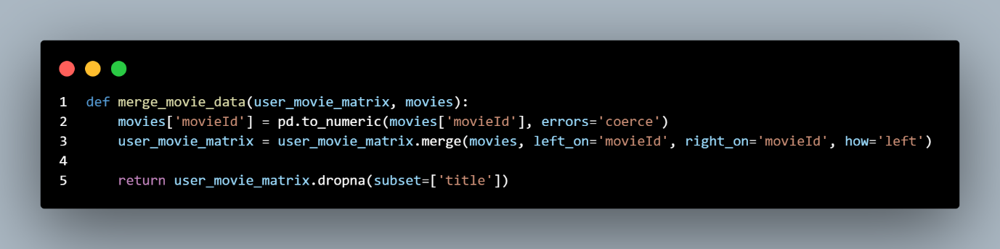 1 def merge_movie_data(user_movie_matrix, movies):
2     movies['movieId'] = pd.to_numeric(movies['movieId'], errors='coerce')
3     user_movie_matrix = user_movie_matrix.merge(movies, left_on='movieId', right_on='movieId', how='left')
4
5     return user_movie_matrix.dropna(subset=['title'])